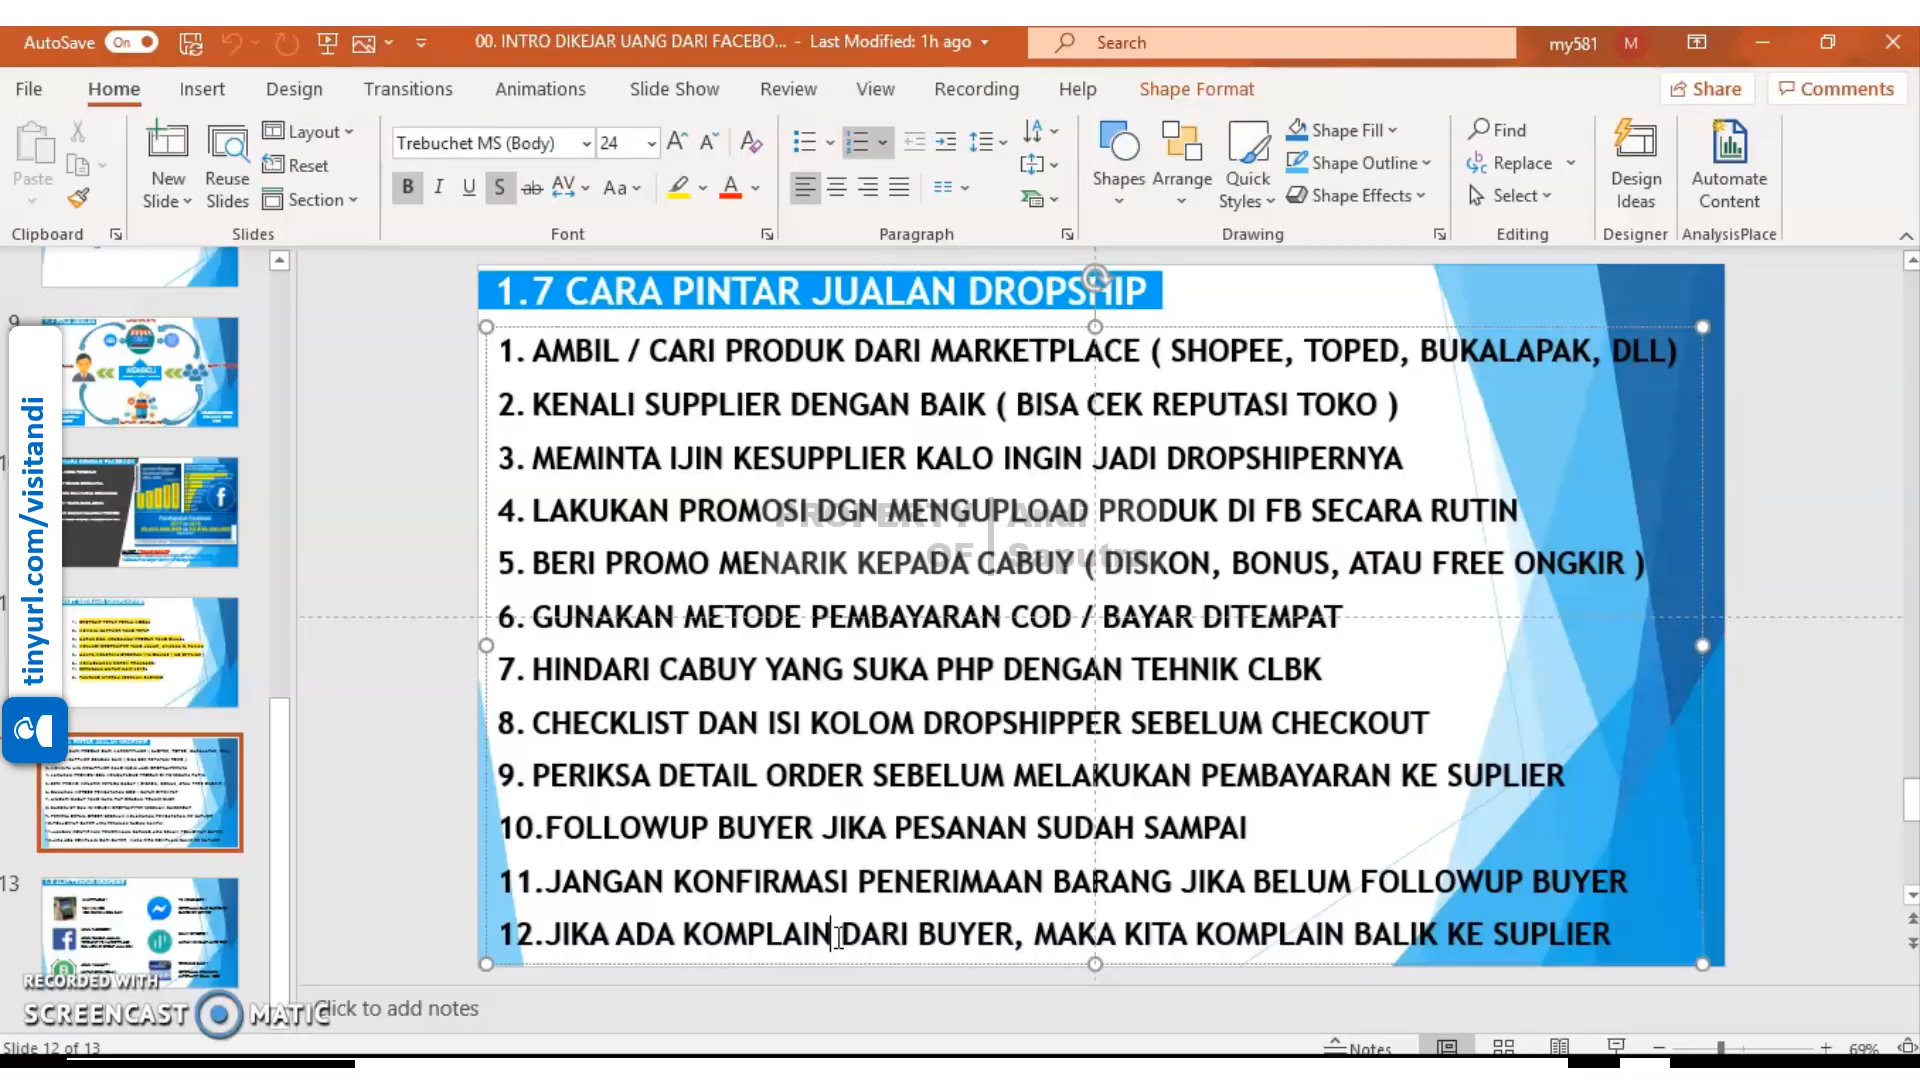 AutoSave On
00. INTRO DIKEJAR UANG DARI FACEBO... - Last Modified: 1h ago
Search
my581 M
File Home Insert Design Transitions Animations Slide Show Review View Recording Help Shape Format
Share Comments
Paste
Clipboard
New Slide
Reuse Slides
Layout
Reset
Section
Slides
Trebuchet MS (Body) 24
B I U S ab AV Aa A
Font
Paragraph
Shapes Arrange Quick Styles
Shape Fill
Shape Outline
Shape Effects
Drawing
Find
Replace
Select
Editing
Design Ideas
Designer
Automate Content
AnalysisPlace
1.7 CARA PINTAR JUALAN DROPSHIP
1. AMBIL / CARI PRODUK DARI MARKETPLACE ( SHOPEE, TOPED, BUKALAPAK, DLL)
2. KENALI SUPPLIER DENGAN BAIK ( BISA CEK REPUTASI TOKO )
3. MEMINTA IJIN KESUPPLIER KALO INGIN JADI DROPSHIPERNYA
4. LAKUKAN PROMOSI DGN MENGUPLOAD PRODUK DI FB SECARA RUTIN
5. BERI PROMO MENARIK KEPADA CABUY ( DISKON, BONUS, ATAU FREE ONGKIR )
6. GUNAKAN METODE PEMBAYARAN COD / BAYAR DITEMPAT
7. HINDARI CABUY YANG SUKA PHP DENGAN TEHNIK CLBK
8. CHECKLIST DAN ISI KOLOM DROPSHIPPER SEBELUM CHECKOUT
9. PERIKSA DETAIL ORDER SEBELUM MELAKUKAN PEMBAYARAN KE SUPLIER
10.FOLLOWUP BUYER JIKA PESANAN SUDAH SAMPAI
11.JANGAN KONFIRMASI PENERIMAAN BARANG JIKA BELUM FOLLOWUP BUYER
12.JIKA ADA KOMPLAIN DARI BUYER, MAKA KITA KOMPLAIN BALIK KE SUPLIER
PROPERTY OF Andi Saputra
tinyurl.com/visitandi
9
13
RECORDED WITH
SCREENCAST MATIC
Click to add notes
Slide 12 of 13
Notes
69%